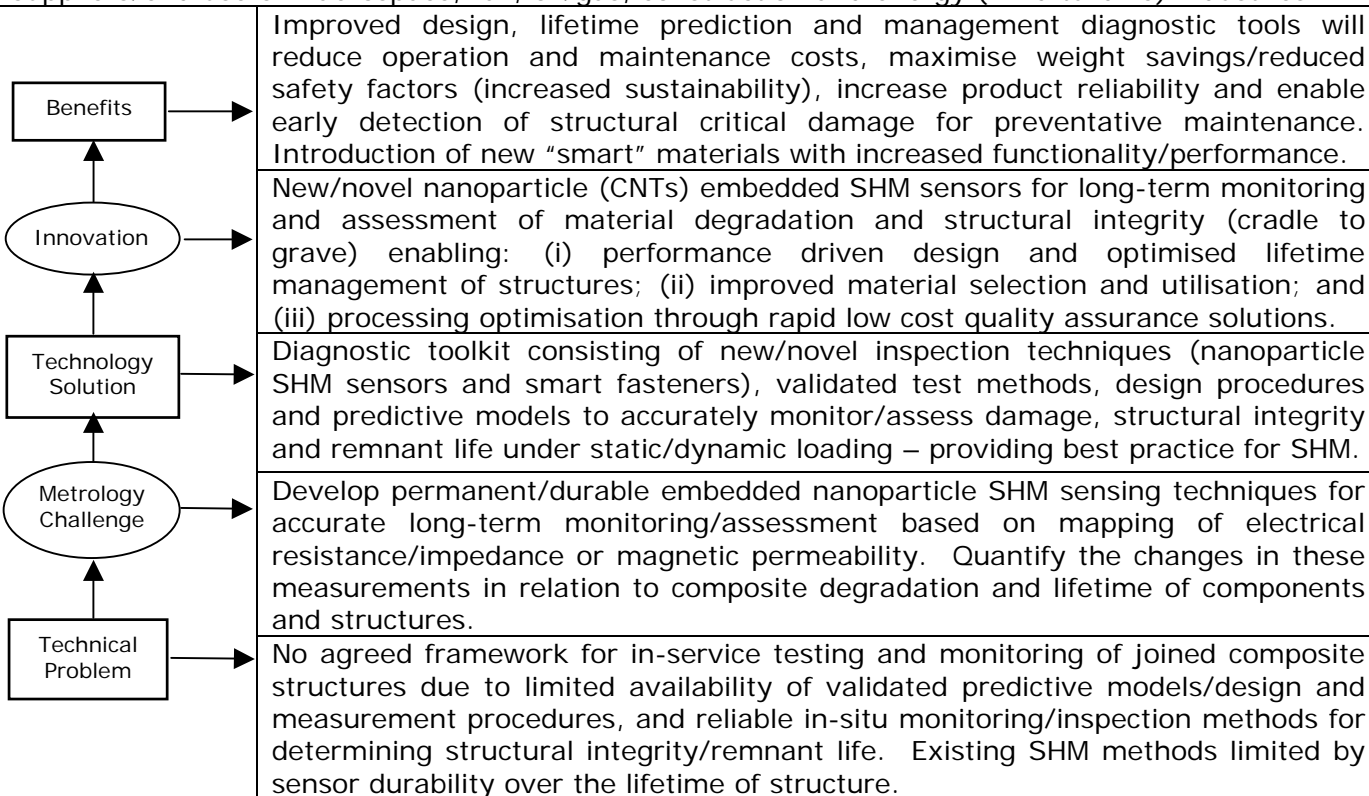 Improved design, lifetime prediction and management diagnostic tools will
reduce operation and maintenance costs, maximise weight savings/reduced
safety factors (increased sustainability), increase product reliability and enable
early detection of structural critical damage for preventative maintenance.
Introduction of new “smart” materials with increased functionality/performance.
Benefits
New/novel nanoparticle (CNTs) embedded SHM sensors for long-term monitoring
and assessment of material degradation and structural integrity (cradle to
grave) enabling: (i) performance driven design and optimised lifetime
management of structures; (ii) improved material selection and utilisation; and
(iii) processing optimisation through rapid low cost quality assurance solutions.
Innovation
Diagnostic toolkit consisting of new/novel inspection techniques (nanoparticle
SHM sensors and smart fasteners), validated test methods, design procedures
and predictive models to accurately monitor/assess damage, structural integrity
and remnant life under static/dynamic loading – providing best practice for SHM.
Technology
Solution
Develop permanent/durable embedded nanoparticle SHM sensing techniques for
accurate long-term monitoring/assessment based on mapping of electrical
resistance/impedance or magnetic permeability. Quantify the changes in these
measurements in relation to composite degradation and lifetime of components
and structures.
Metrology
Challenge
No agreed framework for in-service testing and monitoring of joined composite
structures due to limited availability of validated predictive models/design and
measurement procedures, and reliable in-situ monitoring/inspection methods for
determining structural integrity/remnant life. Existing SHM methods limited by
sensor durability over the lifetime of structure.
Technical
Problem